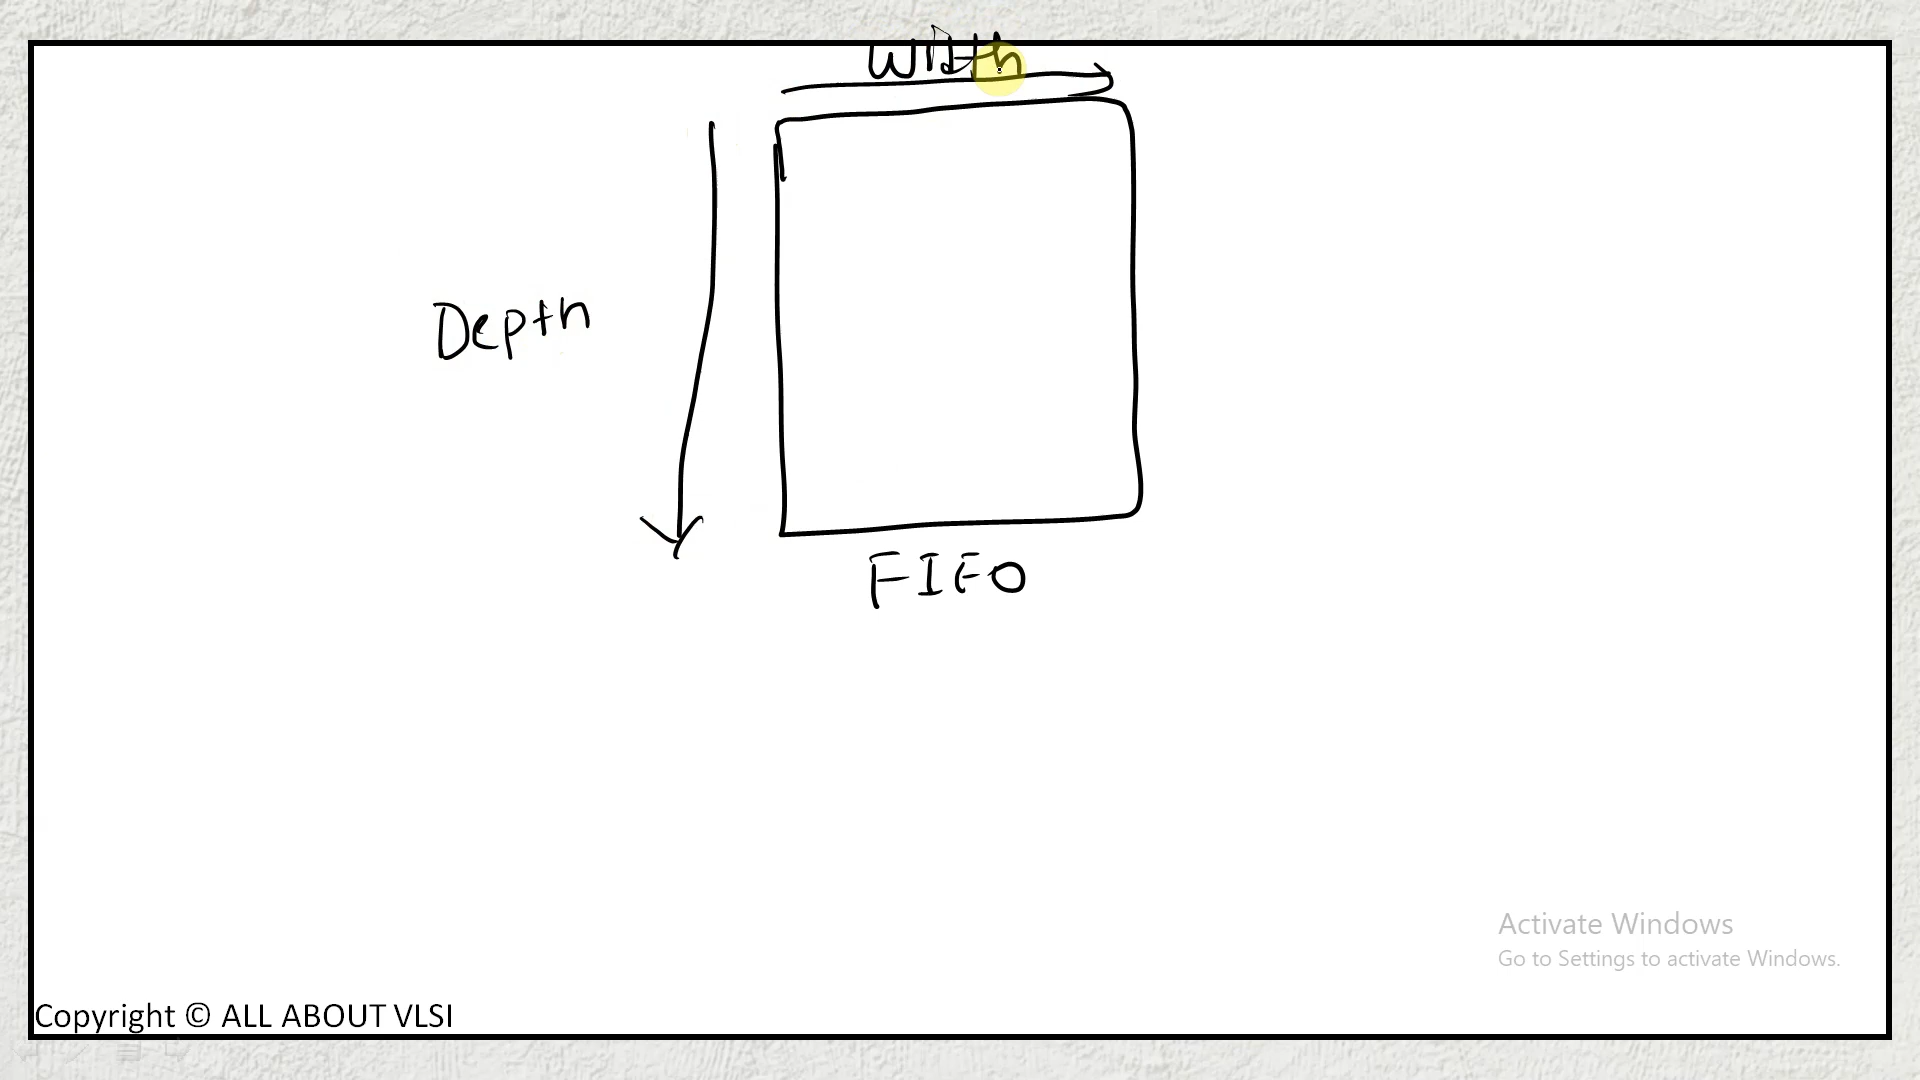 Width
Depth
FIFO
Activate Windows
Go to Settings to activate Windows.
Copyright © ALL ABOUT VLSI